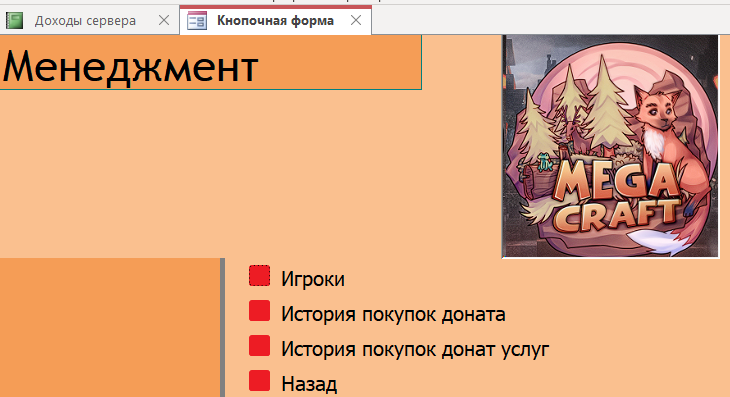 Доходы сервера
Кнопочная форма
Менеджмент
MEGA
CRAFT
Игроки
История покупок доната
История покупок донат услуг
Назад